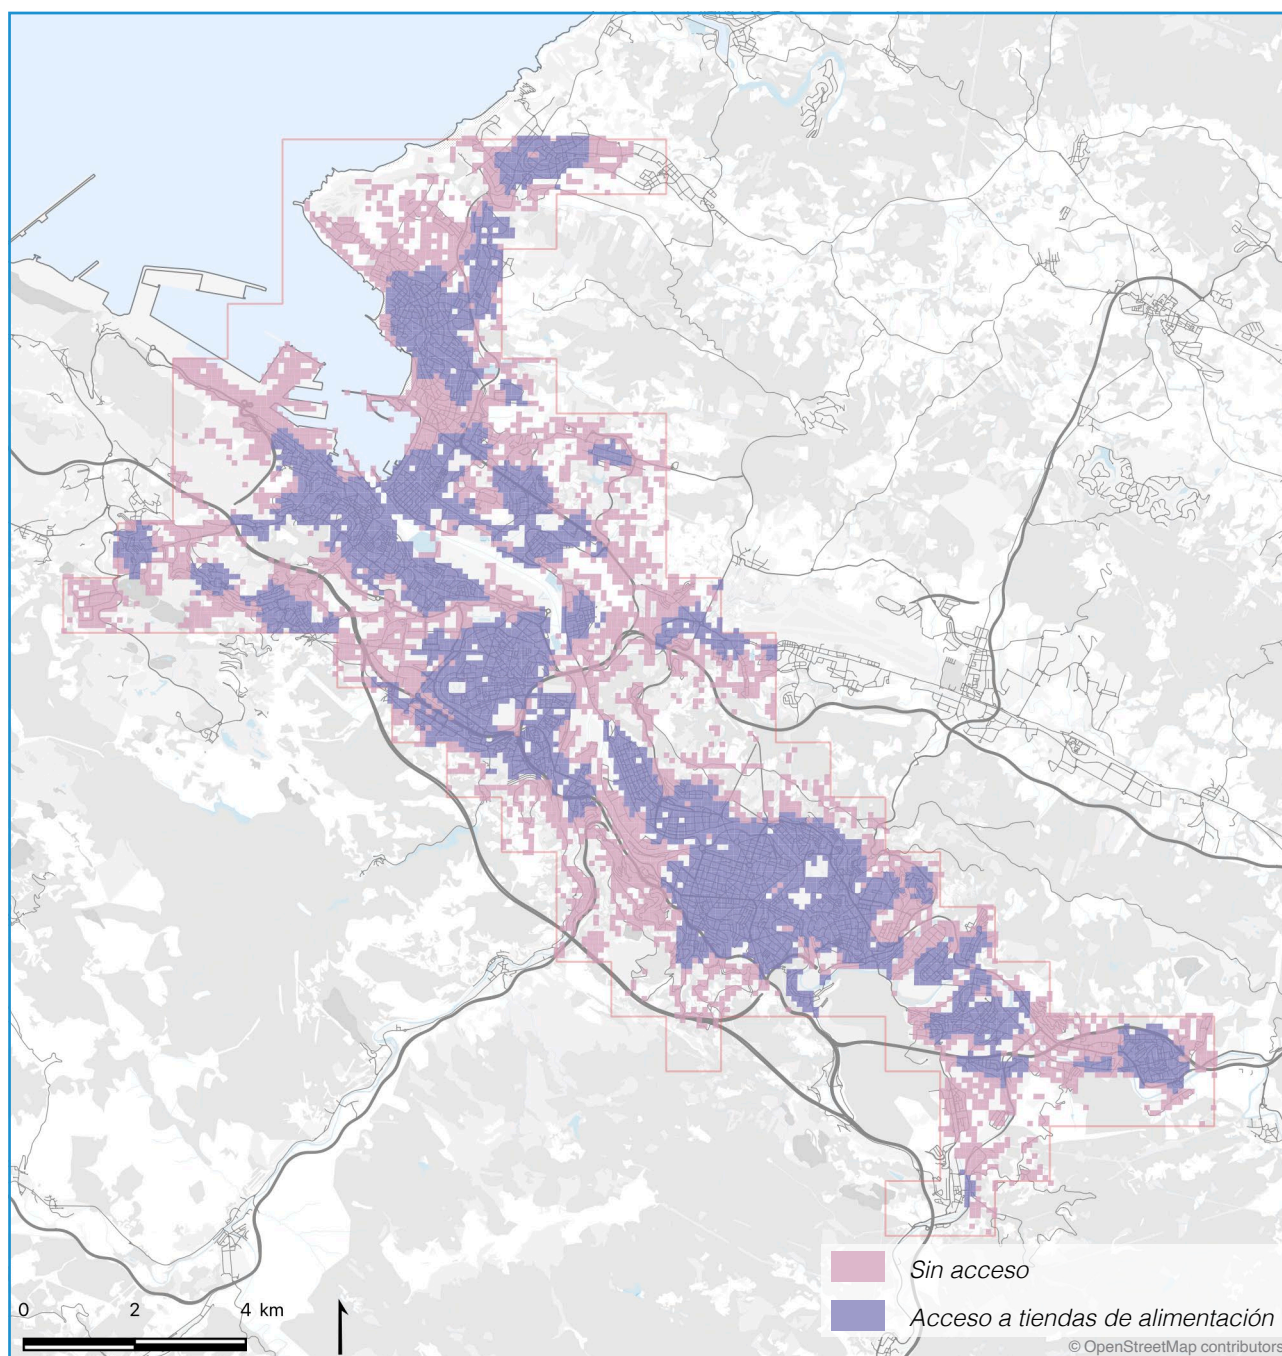 Sin acceso
Acceso a tiendas de alimentación
0 2 4 km
© OpenStreetMap contributors